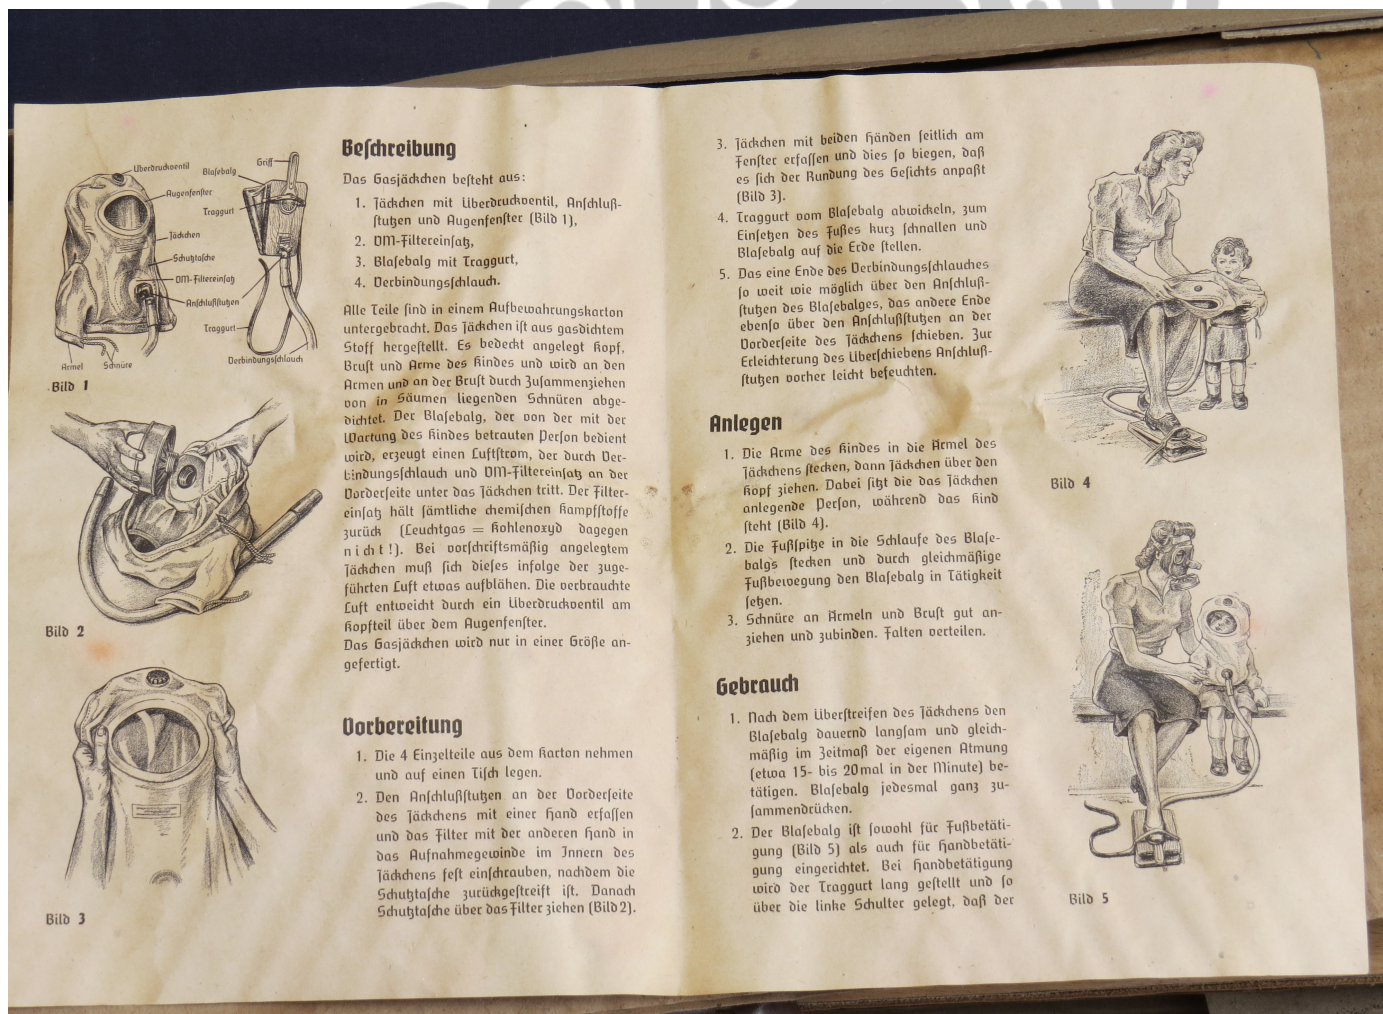 Überdruckventil
Augenfenster
Jäckchen
Schutztasche
VM-Filtereinsatz
Anschlußstutzen
Ärmel
Schnüre
Griff
Blasebalg
Traggurt
Traggurt
Verbindungsschlauch
Bild 1
Bild 2
Bild 3
Beschreibung
Das Gasjäckchen besteht aus:
1. Jäckchen mit Überdruckventil, Anschluß-
stutzen und Augenfenster (Bild 1),
2. VM-Filtereinsatz,
3. Blasebalg mit Traggurt,
4. Verbindungsschlauch.
Alle Teile sind in einem Aufbewahrungskarton
untergebracht. Das Jäckchen ist aus gasdichtem
Stoff hergestellt. Es bedeckt angelegt Kopf,
Brust und Arme des Kindes und wird an den
Armen und an der Brust durch Zusammenziehen
von in Säumen liegenden Schnüren abge-
dichtet. Der Blasebalg, der von der mit der
Wartung des Kindes betrauten Person bedient
wird, erzeugt einen Luftstrom, der durch Ver-
bindungsschlauch und VM-Filtereinsatz an der
Vorderseite unter das Jäckchen tritt. Der Filter-
einsatz hält sämtliche chemischen Kampfstoffe
zurück (Leuchtgas = Kohlenoxyd dagegen
nicht!). Bei vorschriftsmäßig angelegtem
Jäckchen muß sich dieses infolge der zuge-
führten Luft etwas aufblähen. Die verbrauchte
Luft entweicht durch ein Überdruckventil am
Kopfteil über dem Augenfenster.
Das Gasjäckchen wird nur in einer Größe an-
gefertigt.
Vorbereitung
1. Die 4 Einzelteile aus dem Karton nehmen
und auf einen Tisch legen.
2. Den Anschlußstutzen an der Vorderseite
des Jäckchens mit einer Hand erfassen
und das Filter mit der anderen Hand in
das Aufnahmegewinde im Innern des
Jäckchens fest einschrauben, nachdem die
Schutztasche zurückgestreift ist. Danach
Schutztasche über das Filter ziehen (Bild 2).
3. Jäckchen mit beiden Händen seitlich am
Fenster erfassen und dies so biegen, daß
es sich der Rundung des Gesichts anpaßt
(Bild 3).
4. Traggurt vom Blasebalg abwickeln, zum
Einsetzen des Fußes kurz schnallen und
Blasebalg auf die Erde stellen.
5. Das eine Ende des Verbindungsschlauches
so weit wie möglich über den Anschluß-
stutzen des Blasebalges, das andere Ende
ebenso über den Anschlußstutzen an der
Vorderseite des Jäckchens schieben. Zur
Erleichterung des Überschiebens Anschluß-
stutzen vorher leicht befeuchten.
Anlegen
1. Die Arme des Kindes in die Ärmel des
Jäckchens stecken, dann Jäckchen über den
Kopf ziehen. Dabei sitzt die das Jäckchen
anlegende Person, während das Kind
steht (Bild 4).
2. Die Fußspitze in die Schlaufe des Blase-
balgs stecken und durch gleichmäßige
Fußbewegung den Blasebalg in Tätigkeit
setzen.
3. Schnüre an Ärmeln und Brust gut an-
ziehen und zubinden. Falten verteilen.
Gebrauch
1. Nach dem Überstreifen des Jäckchens den
Blasebalg dauernd langsam und gleich-
mäßig im Zeitmaß der eigenen Atmung
(etwa 15- bis 20mal in der Minute) be-
tätigen. Blasebalg jedesmal ganz zu-
sammendrücken.
2. Der Blasebalg ist sowohl für Fußbetäti-
gung (Bild 5) als auch für Handbetäti-
gung eingerichtet. Bei Handbetätigung
wird der Traggurt lang gestellt und so
über die linke Schulter gelegt, daß der
Bild 4
Bild 5